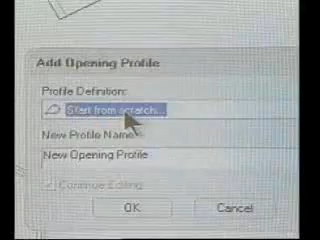 Add Opening Profile
Profile Definition:
Start from scratch...
New Profile Name:
New Opening Profile
Continue Editing
OK
Cancel